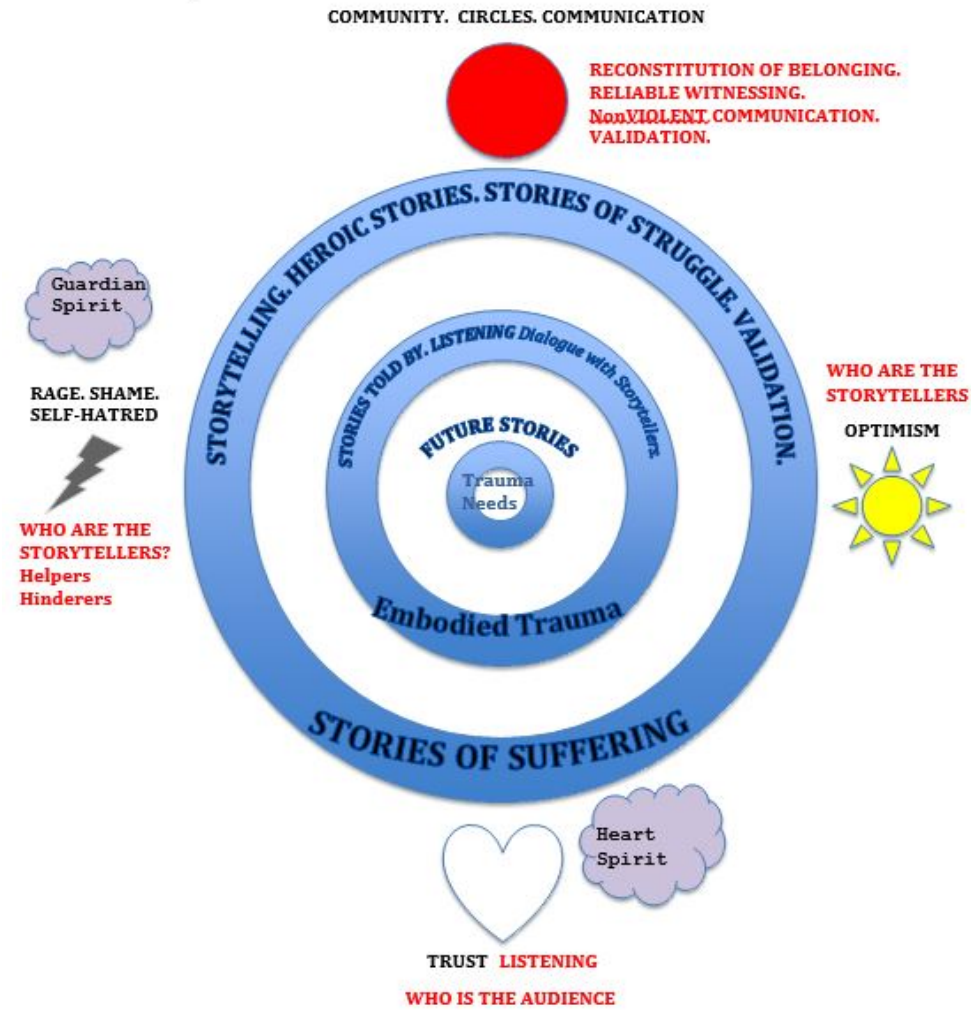 COMMUNITY. CIRCLES. COMMUNICATION
RECONSTITUTION OF BELONGING.
RELIABLE WITNESSING.
NonVIOLENT COMMUNICATION.
VALIDATION.
STORYTELLING. HEROIC STORIES. STORIES OF STRUGGLE. VALIDATION.
Guardian
Spirit
RAGE. SHAME.
SELF-HATRED
WHO ARE THE
STORYTELLERS?
Helpers
Hinderers
STORIES TOLD BY. LISTENING Dialogue with Storytellers.
FUTURE STORIES
Trauma
Needs
Embodied Trauma
STORIES OF SUFFERING
WHO ARE THE
STORYTELLERS
OPTIMISM
Heart
Spirit
TRUST LISTENING
WHO IS THE AUDIENCE